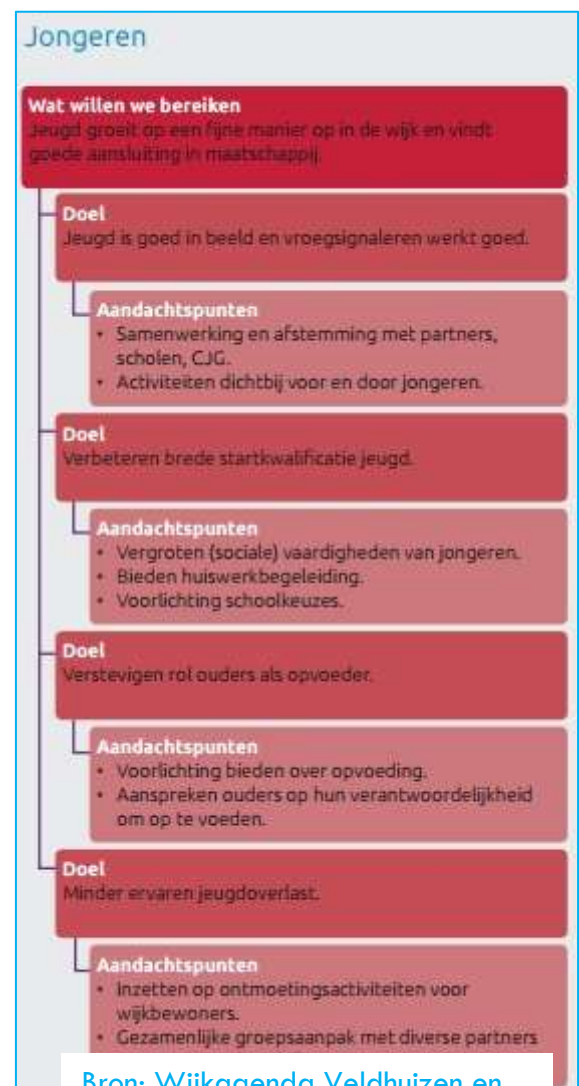 Jongeren
Wat willen we bereiken
Jeugd groeit op een fijne manier op in de wijk en vindt
goede aansluiting in maatschappij.
Doel
Jeugd is goed in beeld en vroegsignaleren werkt goed.
Aandachtspunten
• Samenwerking en afstemming met partners,
scholen, CJG.
• Activiteiten dichtbij voor en door jongeren.
Doel
Verbeteren brede startkwalificatie jeugd.
Aandachtspunten
• Vergroten (sociale) vaardigheden van jongeren.
• Bieden huiswerkbegeleiding.
• Voorlichting schoolkeuzes.
Doel
Verstevigen rol ouders als opvoeder.
Aandachtspunten
• Voorlichting bieden over opvoeding.
• Aanspreken ouders op hun verantwoordelijkheid
om op te voeden.
Doel
Minder ervaren jeugdoverlast.
Aandachtspunten
• Inzetten op ontmoetingsactiviteiten voor
wijkbewoners.
• Gezamenlijke groepsaanpak met diverse partners
Bron: Wijkagenda Veldhuizen en